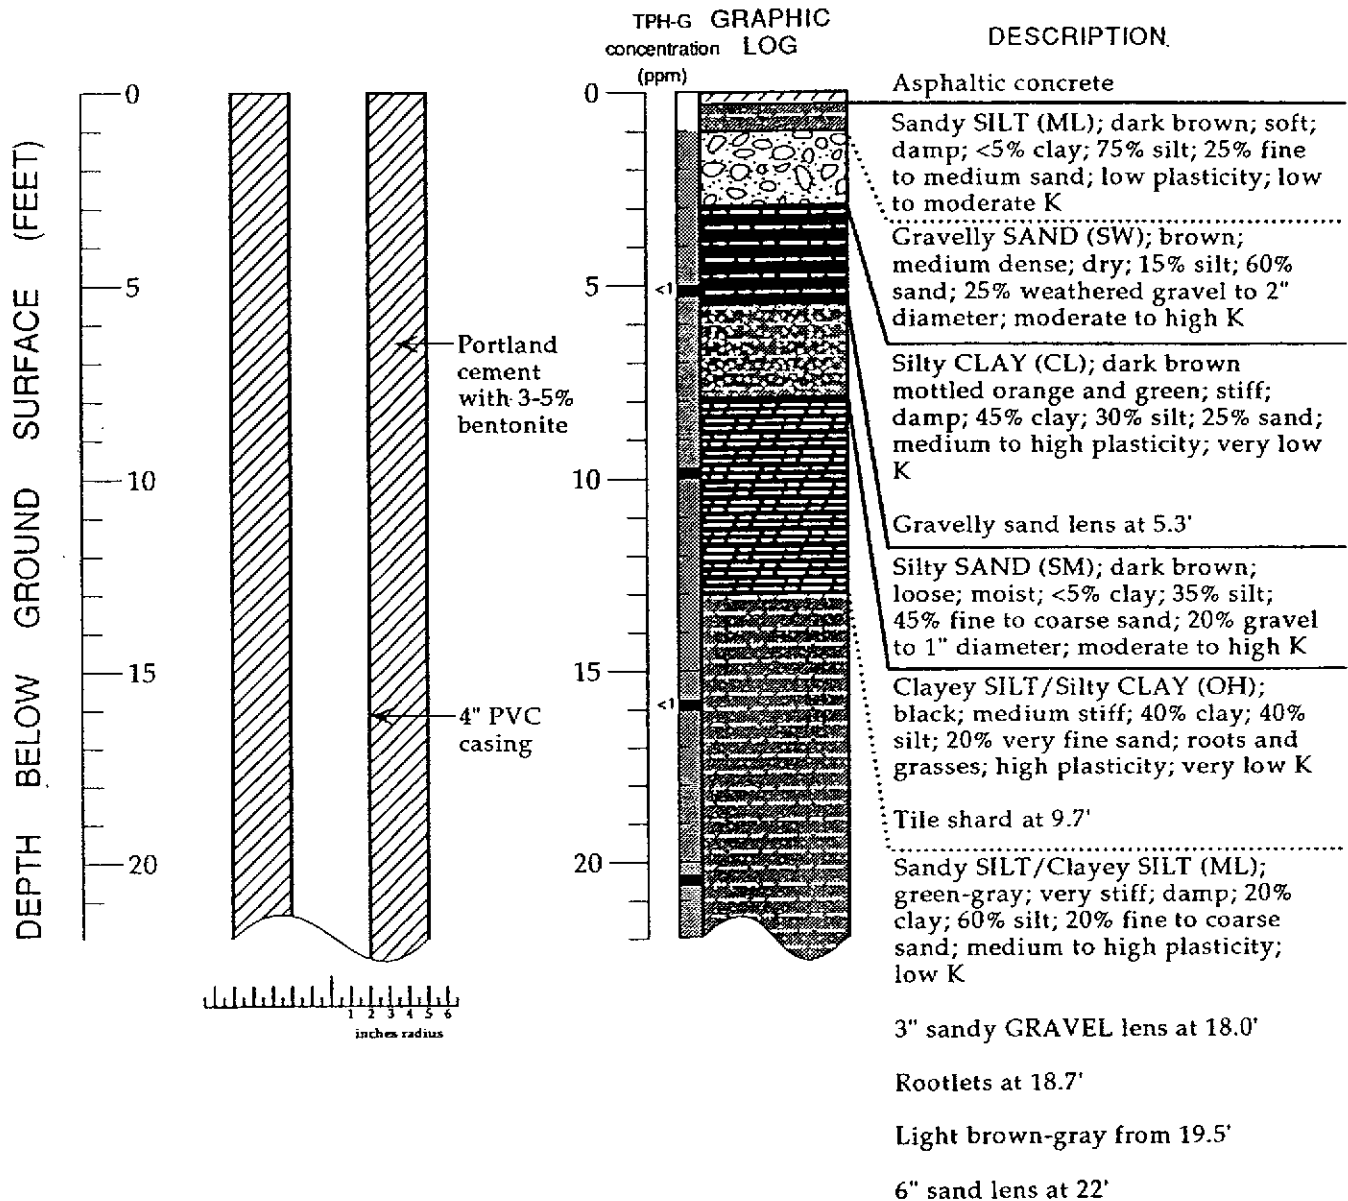 TPH-G GRAPHIC
concentration LOG
(ppm)
DESCRIPTION
DEPTH BELOW GROUND SURFACE (FEET)
0
5
10
15
20
Portland
cement
with 3-5%
bentonite
4" PVC
casing
1 2 3 4 5 6
inches radius
0
5
10
15
20
<1
<1
Asphaltic concrete
Sandy SILT (ML); dark brown; soft;
damp; <5% clay; 75% silt; 25% fine
to medium sand; low plasticity; low
to moderate K
Gravelly SAND (SW); brown;
medium dense; dry; 15% silt; 60%
sand; 25% weathered gravel to 2"
diameter; moderate to high K
Silty CLAY (CL); dark brown
mottled orange and green; stiff;
damp; 45% clay; 30% silt; 25% sand;
medium to high plasticity; very low
K
Gravelly sand lens at 5.3'
Silty SAND (SM); dark brown;
loose; moist; <5% clay; 35% silt;
45% fine to coarse sand; 20% gravel
to 1" diameter; moderate to high K
Clayey SILT/Silty CLAY (OH);
black; medium stiff; 40% clay; 40%
silt; 20% very fine sand; roots and
grasses; high plasticity; very low K
Tile shard at 9.7'
Sandy SILT/Clayey SILT (ML);
green-gray; very stiff; damp; 20%
clay; 60% silt; 20% fine to coarse
sand; medium to high plasticity;
low K
3" sandy GRAVEL lens at 18.0'
Rootlets at 18.7'
Light brown-gray from 19.5'
6" sand lens at 22'